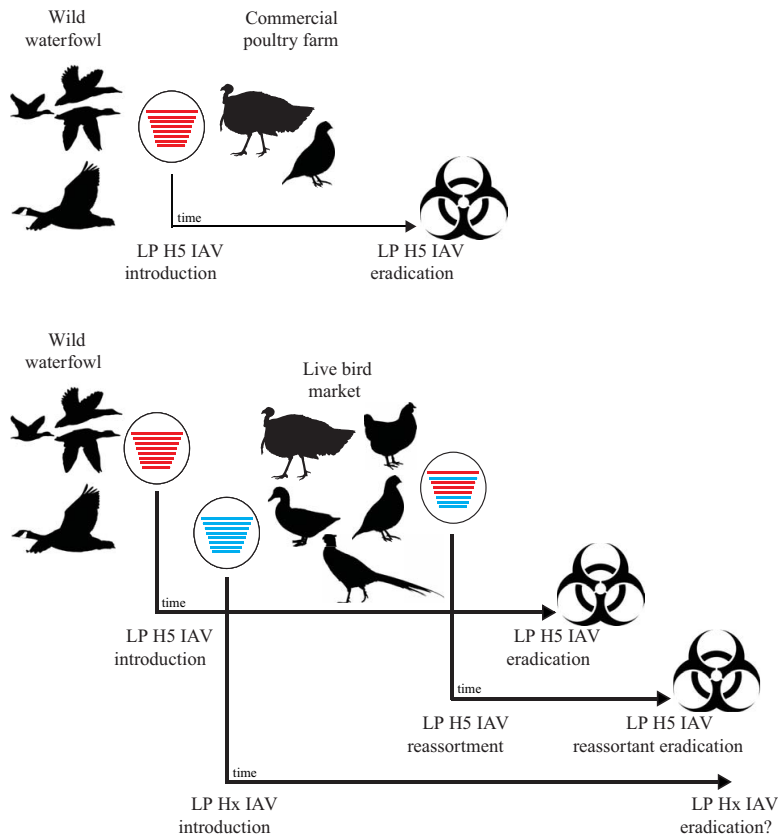 Wild
waterfowl
Commercial
poultry farm
time
LP H5 IAV
introduction
LP H5 IAV
eradication
Wild
waterfowl
Live bird
market
time
LP H5 IAV
introduction
LP H5 IAV
eradication
time
LP H5 IAV
reassortment
LP H5 IAV
reassortant eradication
time
LP Hx IAV
introduction
LP Hx IAV
eradication?